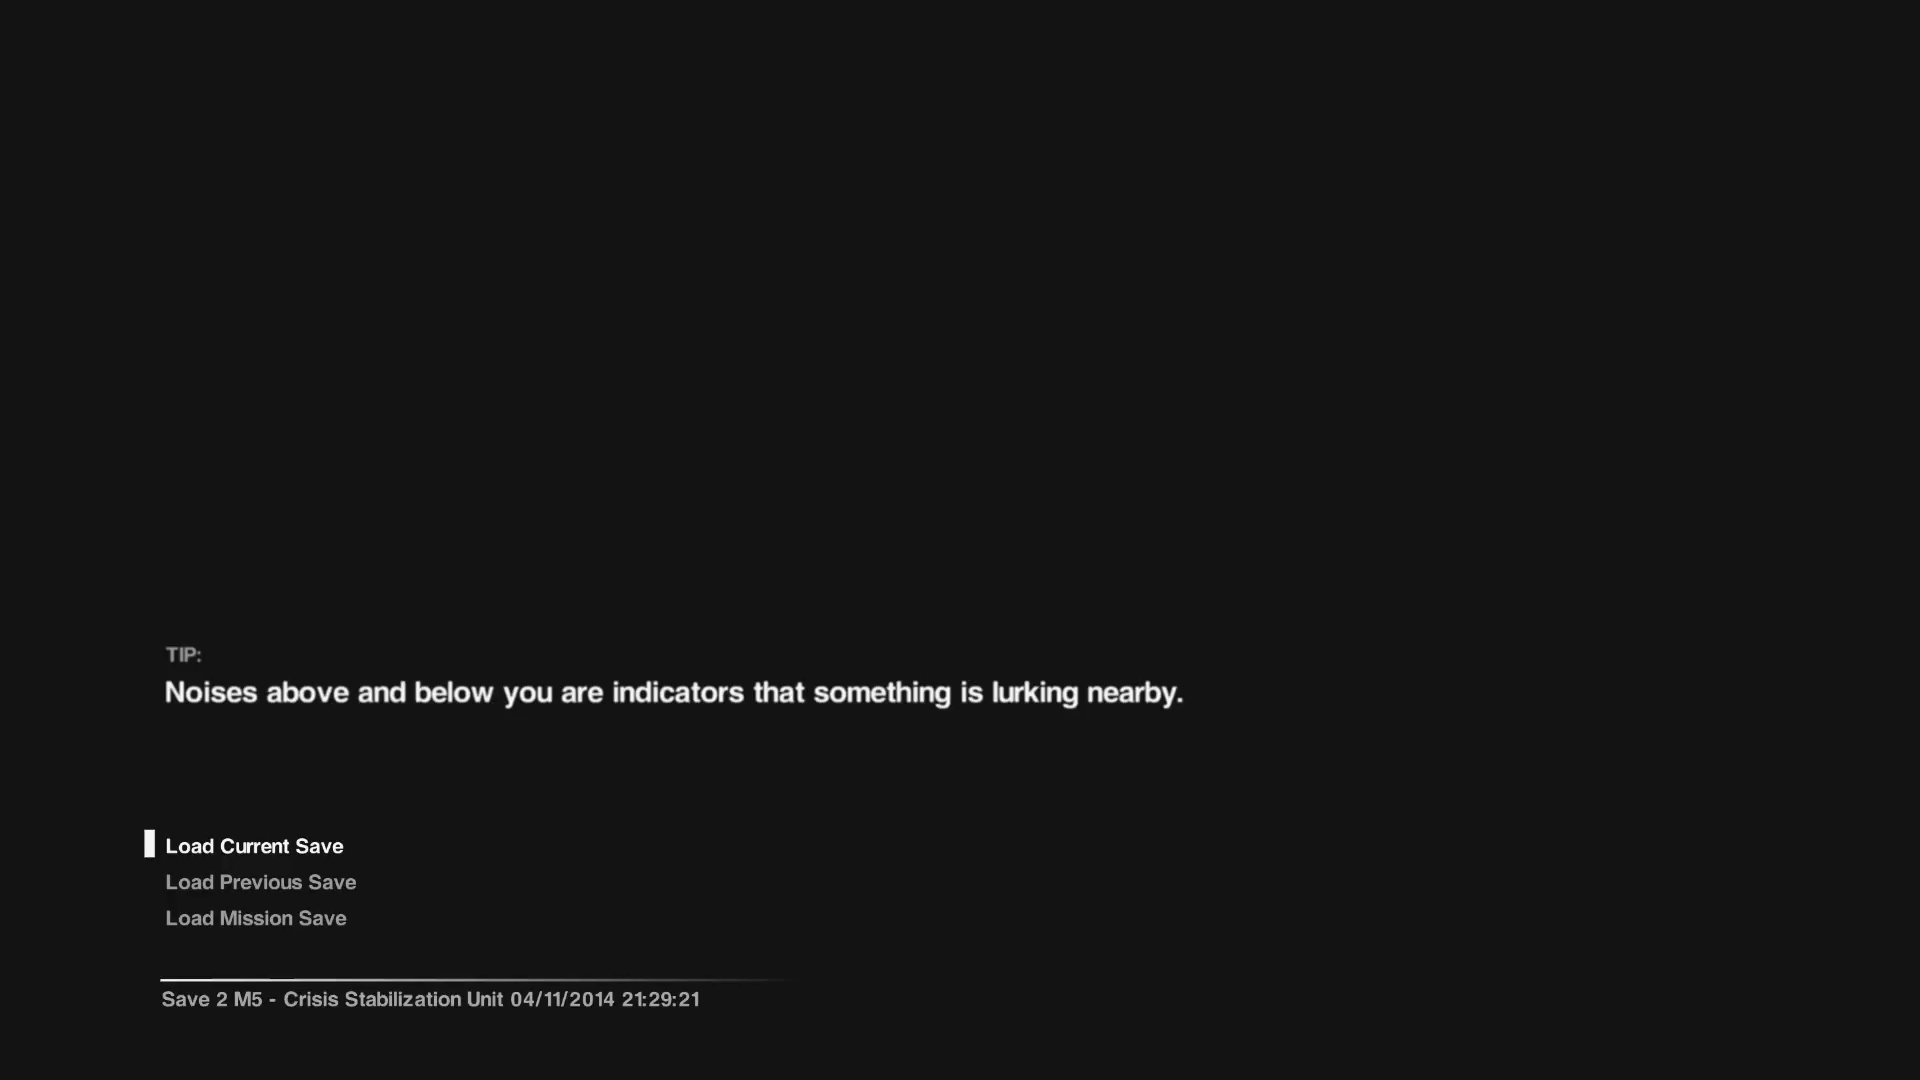 TIP:
Noises above and below you are indicators that something is lurking nearby.
Load Current Save
Load Previous Save
Load Mission Save
Save 2 M5 - Crisis Stabilization Unit 04/11/2014 21:29:21